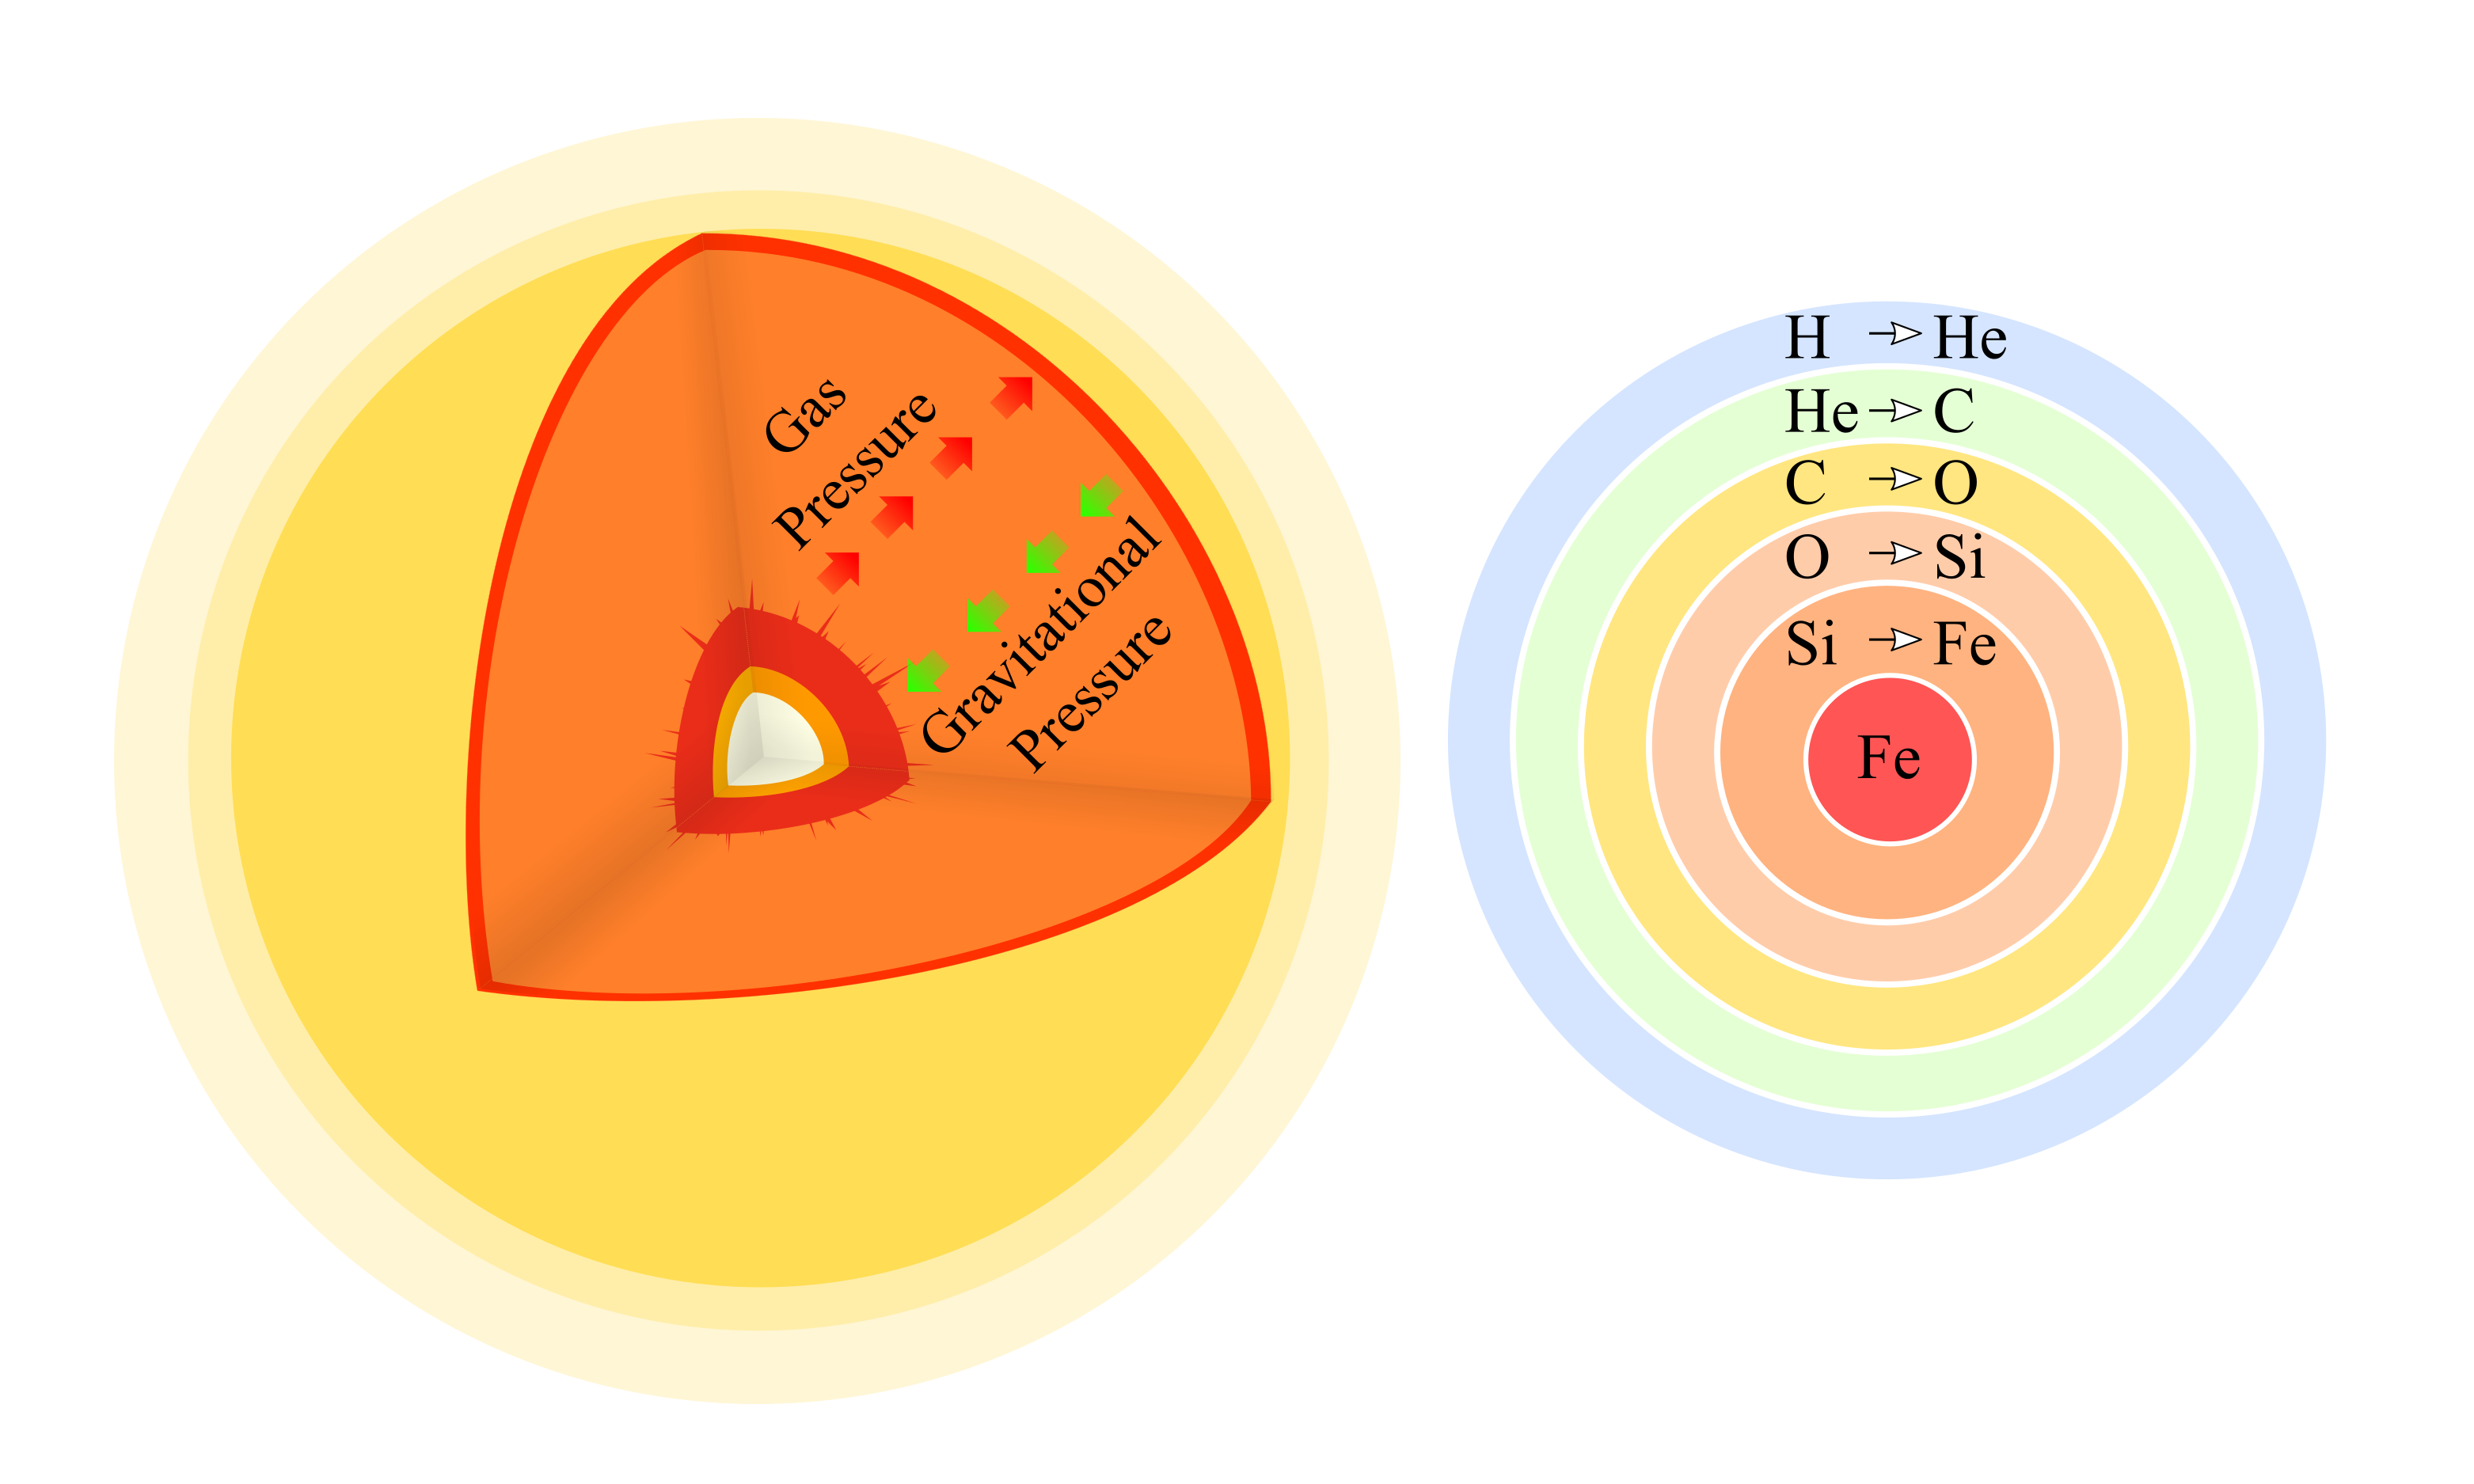 Gas
Pressure
Gravitational
Pressure
H → He
He → C
C → O
O → Si
Si → Fe
Fe